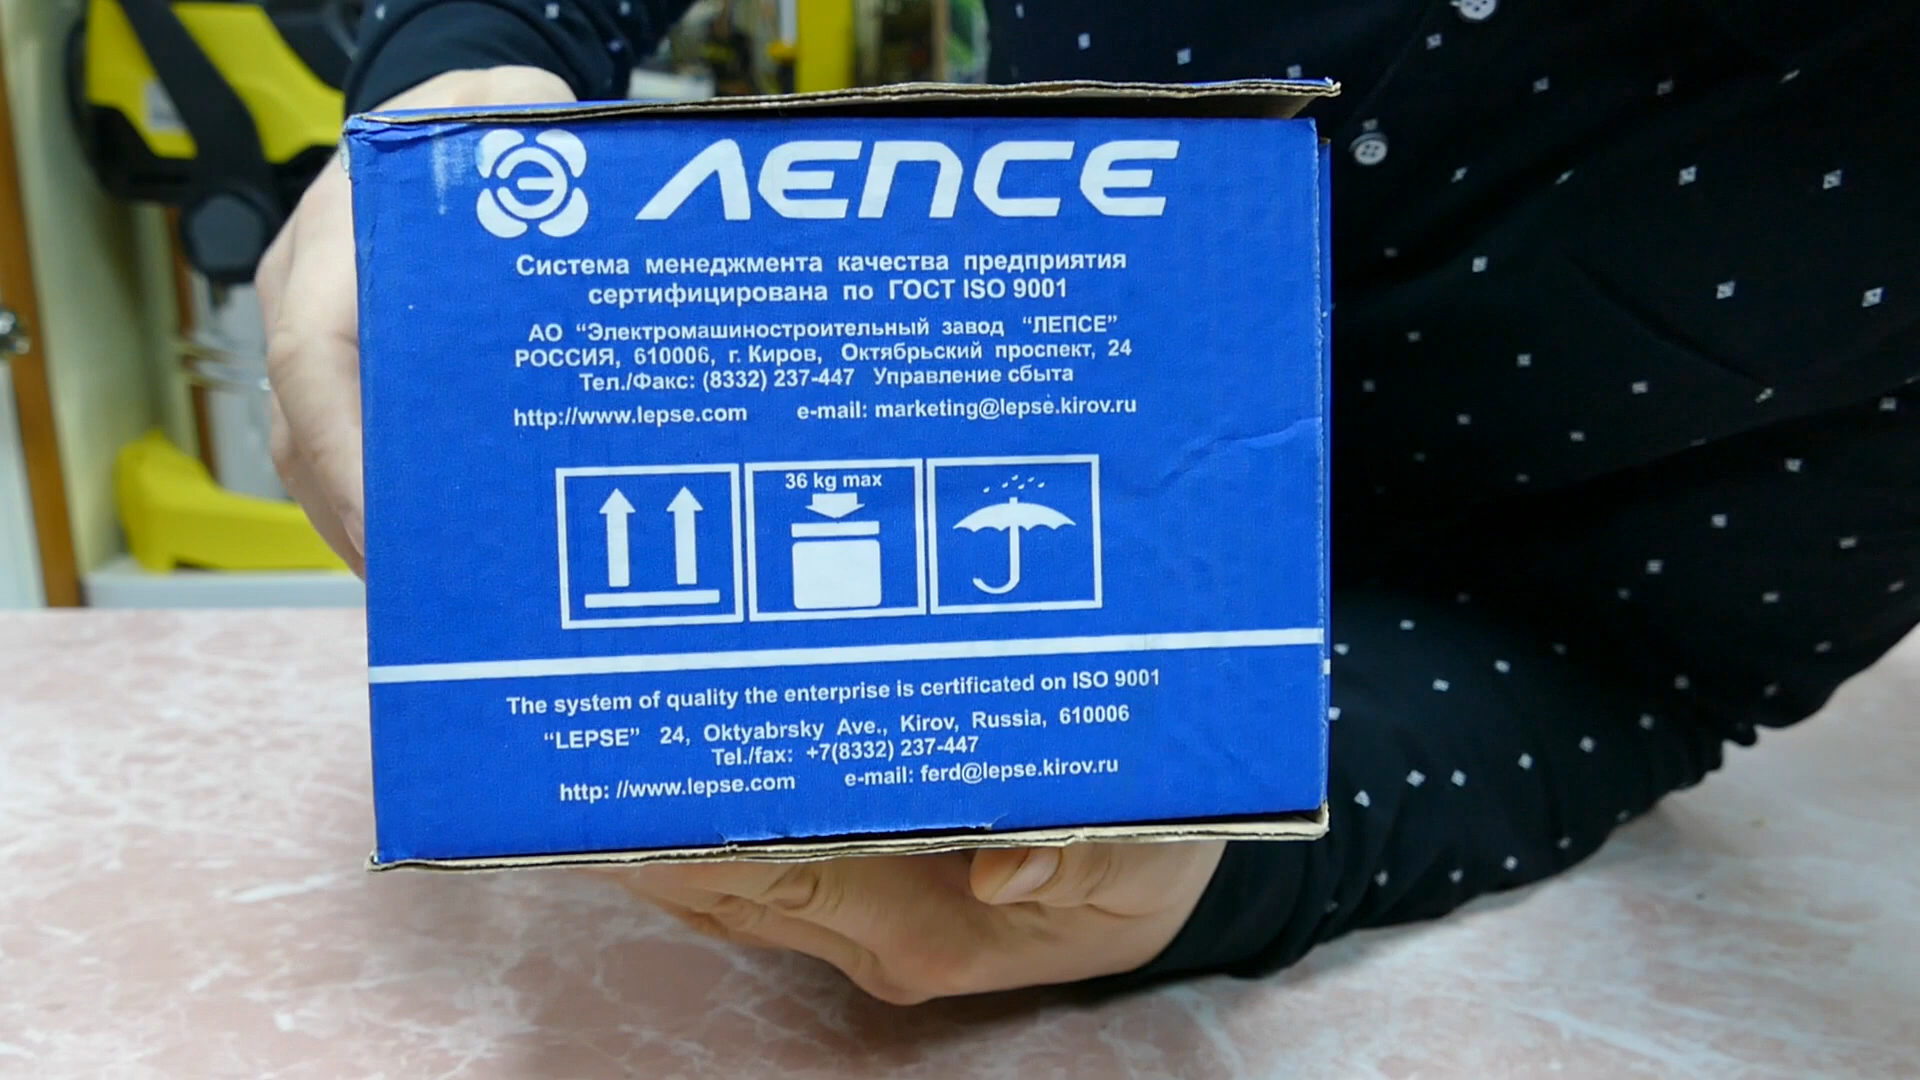 ЛЕПСЕ
Система менеджмента качества предприятия
сертифицирована по ГОСТ ISO 9001
АО “Электромашиностроительный завод “ЛЕПСЕ”
РОССИЯ, 610006, г. Киров, Октябрьский проспект, 24
Тел./Факс: (8332) 237-447 Управление сбыта
http://www.lepse.com e-mail: marketing@lepse.kirov.ru
36 kg max
The system of quality the enterprise is certificated on ISO 9001
“LEPSE” 24, Oktyabrsky Ave., Kirov, Russia, 610006
Tel./fax: +7(8332) 237-447
http: //www.lepse.com e-mail: ferd@lepse.kirov.ru